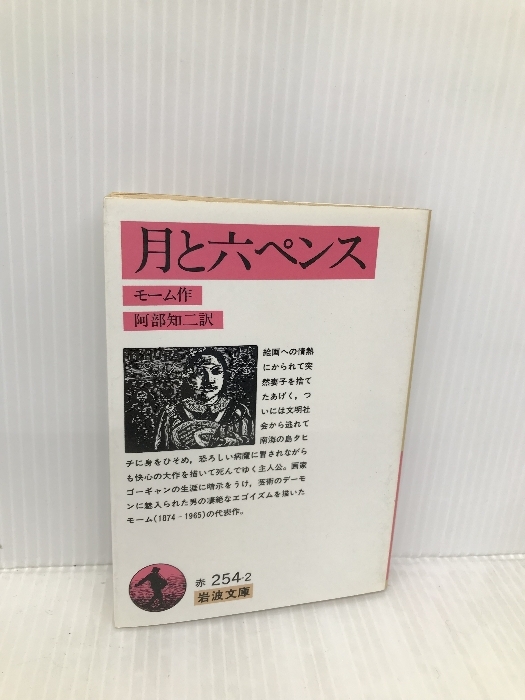 月と六ペンス
モーム作
阿部知二訳
絵画への情熱
にかられて突
然妻子を捨て
たあげく，つ
いには文明社
会から逃れて
南海の島タヒ
チに身をひそめ，恐ろしい病魔に冒されながら
も快心の大作を描いて死んでゆく主人公。画家
ゴーギャンの生涯に暗示をうけ，芸術のデーモ
ンに魅入られた男の凄絶なエゴイズムを描いた
モーム(1874‐1965)の代表作。
赤 254-2
岩波文庫